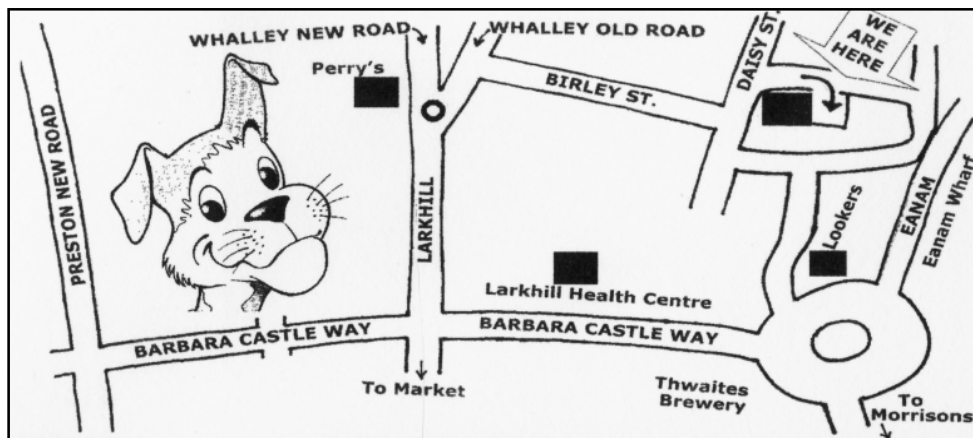 WHALLEY NEW ROAD
WHALLEY OLD ROAD
Perry's
BIRLEY ST.
DAISY ST.
WE
ARE
HERE
PRESTON NEW ROAD
LARKHILL
Lookers
EANAM
Eanam Wharf
Larkhill Health Centre
BARBARA CASTLE WAY
BARBARA CASTLE WAY
To Market
Thwaites
Brewery
To
Morrisons